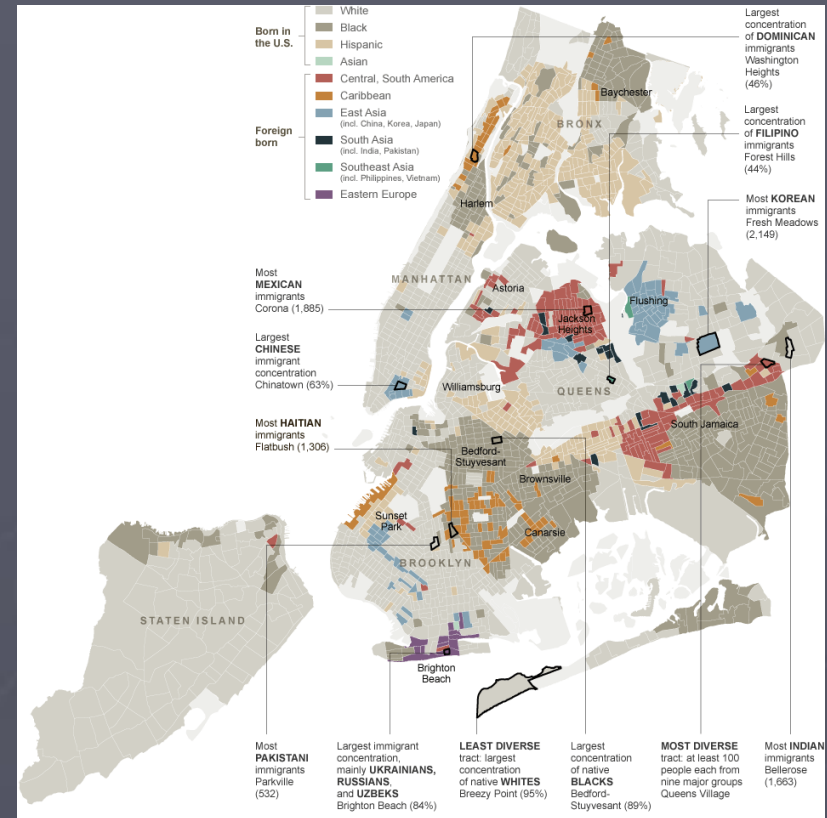 Born in
the U.S.
White
Black
Hispanic
Asian
Foreign
born
Central, South America
Caribbean
East Asia
(incl. China, Korea, Japan)
South Asia
(incl. India, Pakistan)
Southeast Asia
(incl. Philippines, Vietnam)
Eastern Europe
Largest
concentration
of DOMINICAN
immigrants
Washington
Heights
(46%)
Largest
concentration
of FILIPINO
immigrants
Forest Hills
(44%)
Most KOREAN
immigrants
Fresh Meadows
(2,149)
Baychester
BRONX
Harlem
MANHATTAN
Astoria
Flushing
Jackson
Heights
Most
MEXICAN
immigrants
Corona (1,885)
Largest
CHINESE
immigrant
concentration
Chinatown (63%)
Most HAITIAN
immigrants
Flatbush (1,306)
Williamsburg
QUEENS
South Jamaica
Bedford-
Stuyvesant
Brownsville
Sunset
Park
Canarsie
BROOKLYN
STATEN ISLAND
Brighton
Beach
Most
PAKISTANI
immigrants
Parkville
(532)
Largest immigrant
concentration,
mainly UKRAINIANS,
RUSSIANS,
and UZBEKS
Brighton Beach (84%)
LEAST DIVERSE
tract: largest
concentration
of native WHITES
Breezy Point (95%)
Largest
concentration
of native
BLACKS
Bedford-
Stuyvesant (89%)
MOST DIVERSE
tract: at least 100
people each from
nine major groups
Queens Village
Most INDIAN
immigrants
Bellerose
(1,663)